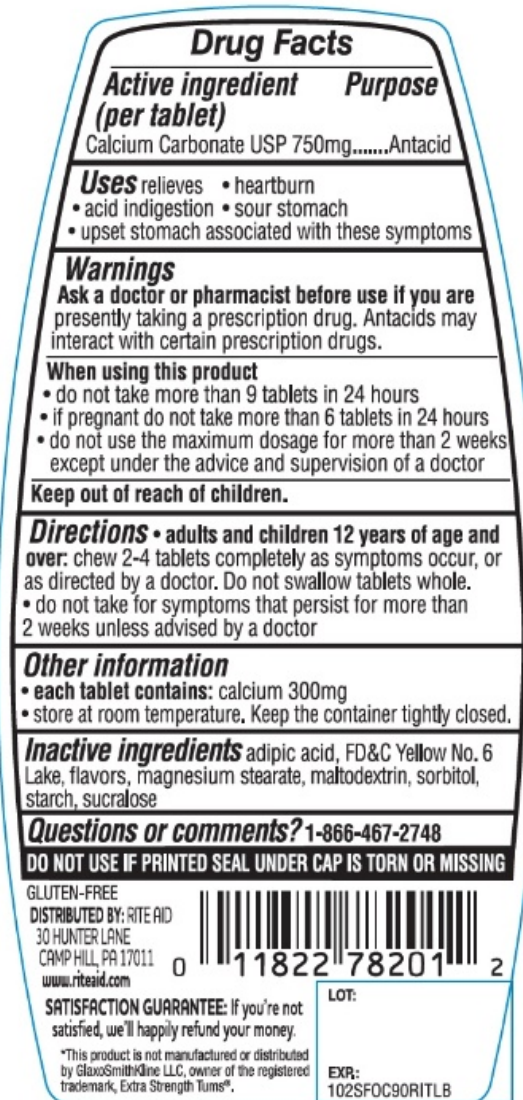 Drug Facts
Active ingredient Purpose
(per tablet)
Calcium Carbonate USP 750mg.......Antacid
Uses relieves • heartburn
• acid indigestion • sour stomach
• upset stomach associated with these symptoms
Warnings
Ask a doctor or pharmacist before use if you are
presently taking a prescription drug. Antacids may
interact with certain prescription drugs.
When using this product
• do not take more than 9 tablets in 24 hours
• if pregnant do not take more than 6 tablets in 24 hours
• do not use the maximum dosage for more than 2 weeks
except under the advice and supervision of a doctor
Keep out of reach of children.
Directions • adults and children 12 years of age and
over: chew 2-4 tablets completely as symptoms occur, or
as directed by a doctor. Do not swallow tablets whole.
• do not take for symptoms that persist for more than
2 weeks unless advised by a doctor
Other information
• each tablet contains: calcium 300mg
• store at room temperature. Keep the container tightly closed.
Inactive ingredients adipic acid, FD&C Yellow No. 6
Lake, flavors, magnesium stearate, maltodextrin, sorbitol,
starch, sucralose
Questions or comments? 1-866-467-2748
DO NOT USE IF PRINTED SEAL UNDER CAP IS TORN OR MISSING
GLUTEN-FREE
DISTRIBUTED BY: RITE AID
30 HUNTER LANE
CAMP HILL, PA 17011
www.riteaid.com
0 11822 78201 2
SATISFACTION GUARANTEE: If you're not
satisfied, we'll happily refund your money.
*This product is not manufactured or distributed
by GlaxoSmithKline LLC, owner of the registered
trademark, Extra Strength Tums®.
LOT:
EXP.:
102SFOC90RITLB